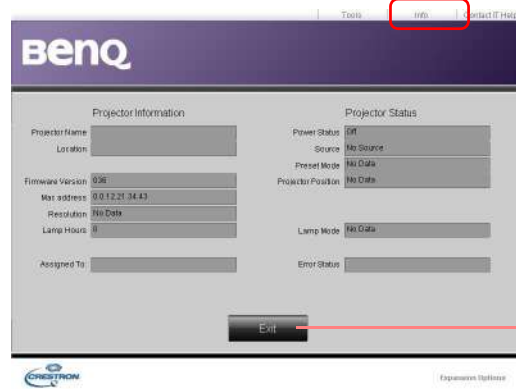 Tools Info Contact IT Help
BenQ
Projector Information
Projector Name
Location
Firmware Version 036
Mac address 0.0.12.21.34.43
Resolution No Data
Lamp Hours 0
Assigned To
Projector Status
Power Status Off
Source No Source
Preset Mode No Data
Projector Position No Data
Lamp Mode No Data
Error Status
Exit
CRESTRON
Expansion Options